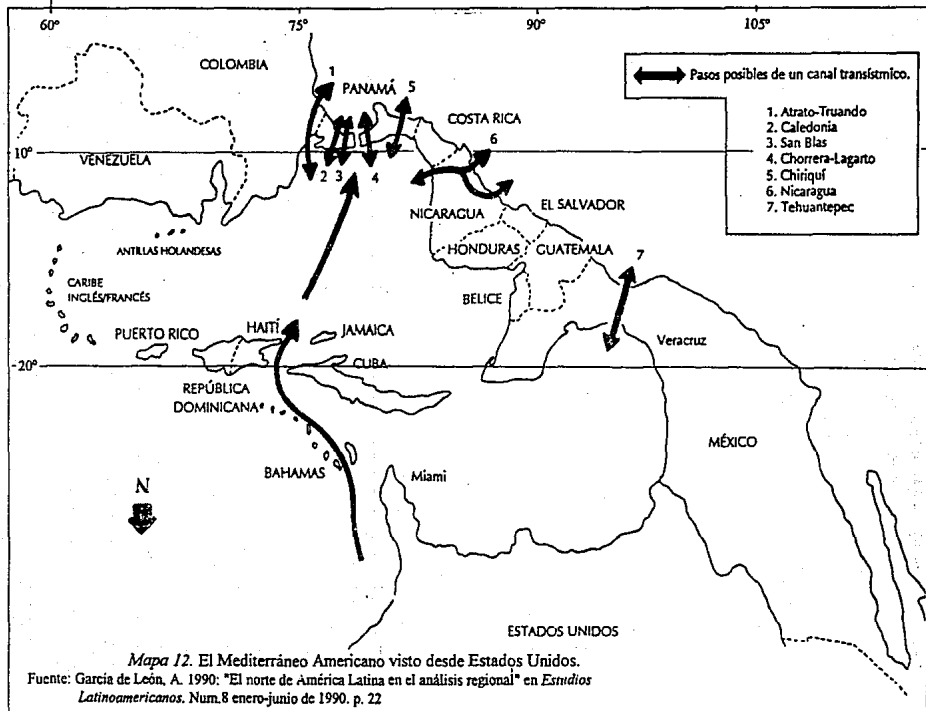 60°
75°
90°
105°
Pasos posibles de un canal transístmico.
1. Atrato-Truando
2. Caledonia
3. San Blas
4. Chorrera-Lagarto
5. Chiriquí
6. Nicaragua
7. Tehuantepec
COLOMBIA
1
PANAMÁ
5
COSTA RICA
6
10°
VENEZUELA
2
3
4
NICARAGUA
EL SALVADOR
ANTILLAS HOLANDESAS
HONDURAS
GUATEMALA
7
CARIBE
INGLÉS/FRANCÉS
BELICE
PUERTO RICO
HAITÍ
JAMAICA
Veracruz
CUBA
20°
REPÚBLICA
DOMINICANA
MÉXICO
BAHAMAS
Miami
N
ESTADOS UNIDOS
Mapa 12. El Mediterráneo Americano visto desde Estados Unidos.
Fuente: García de León, A. 1990: "El norte de América Latina en el análisis regional" en Estudios
Latinoamericanos. Num.8 enero-junio de 1990. p. 22